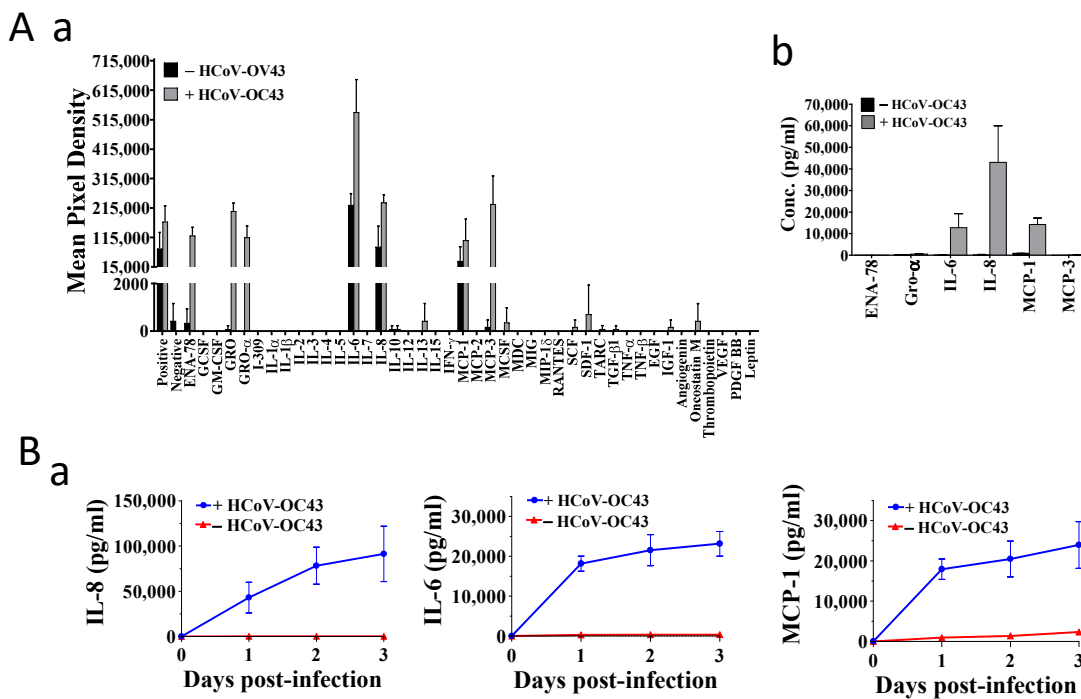 A a
715,000
615,000
515,000
415,000
315,000
215,000
115,000
15,000
2000
0
Mean Pixel Density
– HCoV-OV43
+ HCoV-OC43
Positive
Negative
ENA-78
GCSF
GM-CSF
GRO
GRO-α
I-309
IL-1α
IL-1β
IL-2
IL-3
IL-4
IL-5
IL-6
IL-7
IL-8
IL-10
IL-12
IL-13
IL-15
IFN-γ
MCP-1
MCP-2
MCP-3
MCSF
MDC
MIG
MIP-1δ
RANTES
SCF
SDF-1
TARC
TGF-β1
TNF-α
TNF-β
EGF
IGF-1
Angiogenin
Oncostatin M
Thrombopoietin
VEGF
PDGF BB
Leptin
b
70,000
60,000
50,000
40,000
30,000
20,000
10,000
0
Conc. (pg/ml)
– HCoV-OC43
+ HCoV-OC43
ENA-78
Gro-α
IL-6
IL-8
MCP-1
MCP-3
B a
150,000
100,000
50,000
0
IL-8 (pg/ml)
+ HCoV-OC43
– HCoV-OC43
0 1 2 3
Days post-infection
30,000
20,000
10,000
0
IL-6 (pg/ml)
+ HCoV-OC43
– HCoV-OC43
0 1 2 3
Days post-infection
30,000
20,000
10,000
0
MCP-1 (pg/ml)
+ HCoV-OC43
– HCoV-OC43
0 1 2 3
Days post-infection